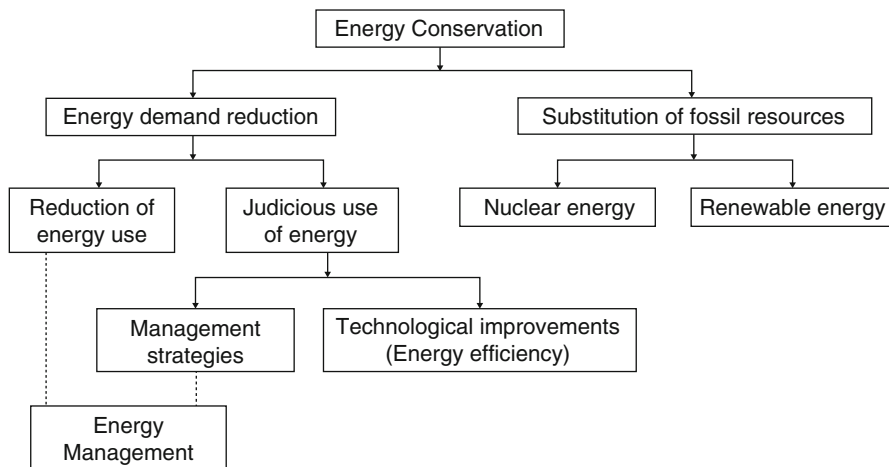 Energy Conservation
Energy demand reduction
Substitution of fossil resources
Reduction of
energy use
Judicious use
of energy
Nuclear energy
Renewable energy
Management
strategies
Technological improvements
(Energy efficiency)
Energy
Management